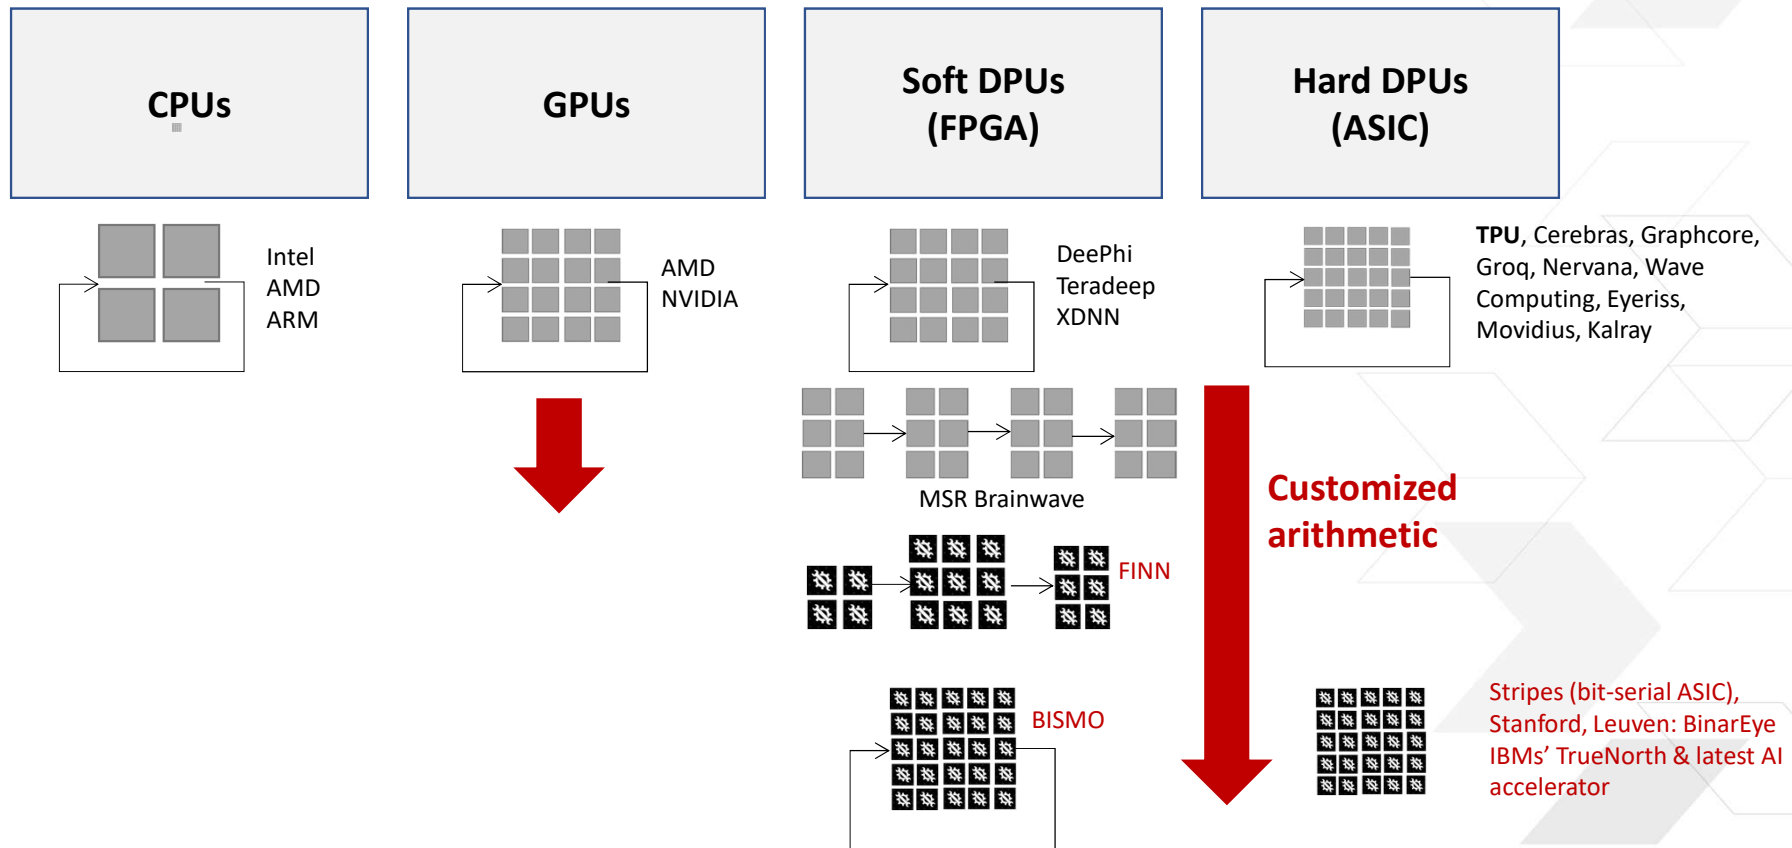 CPUs
GPUs
Soft DPUs
(FPGA)
Hard DPUs
(ASIC)
Intel
AMD
ARM
AMD
NVIDIA
DeePhi
Teradeep
XDNN
TPU, Cerebras, Graphcore,
Groq, Nervana, Wave
Computing, Eyeriss,
Movidius, Kalray
MSR Brainwave
Customized
arithmetic
FINN
BISMO
Stripes (bit-serial ASIC),
Stanford, Leuven: BinarEye
IBMs’ TrueNorth & latest AI
accelerator